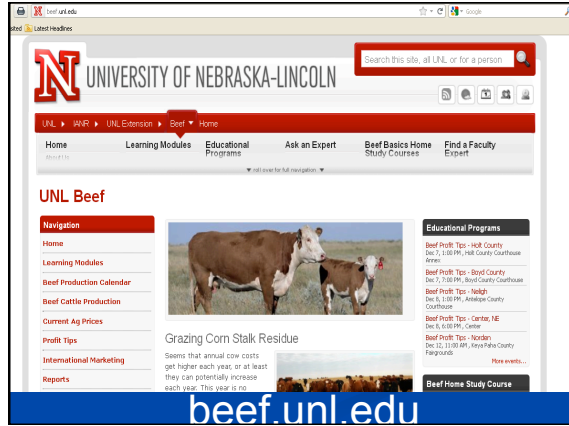 beef.unl.edu
Google
sited Latest Headlines
N UNIVERSITY OF NEBRASKA-LINCOLN
Search this site, all UNL or for a person
UNL IANR UNL Extension Beef Home
Home Learning Modules Educational Programs Ask an Expert Beef Basics Home Study Courses Find a Faculty Expert
About Us
roll over for full navigation
UNL Beef
Navigation
Home
Learning Modules
Beef Production Calendar
Beef Cattle Production
Current Ag Prices
Profit Tips
International Marketing
Reports
Grazing Corn Stalk Residue
Seems that annual cow costs
get higher each year, or at least
they can potentially increase
each year. This year is no
Educational Programs
Beef Profit Tips - Holt County
Dec 7, 1:00 PM , Holt County Courthouse
Annex
Beef Profit Tips - Boyd County
Dec 7, 7:00 PM , Boyd County Courthouse
Beef Profit Tips - Neligh
Dec 8, 1:00 PM , Antelope County
Courthouse
Beef Profit Tips - Center, NE
Dec 8, 6:00 PM , Center
Beef Profit Tips - Norden
Dec 12, 11:00 AM , Keya Paha County
Fairgrounds
More events...
Beef Home Study Course
beef.unl.edu